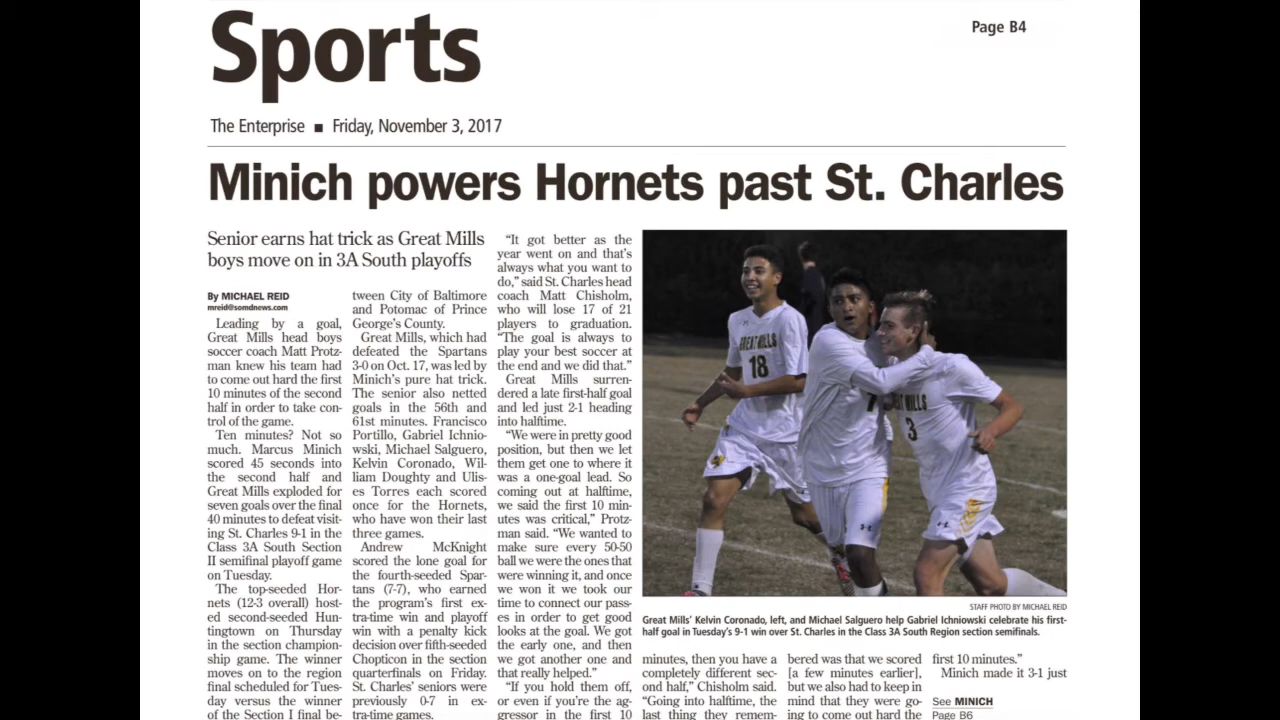 Sports
Page B4
The Enterprise ■ Friday, November 3, 2017
Minich powers Hornets past St. Charles
Senior earns hat trick as Great Mills
boys move on in 3A South playoffs
By MICHAEL REID
mreid@somdnews.com
Leading by a goal,
Great Mills head boys
soccer coach Matt Protz-
man knew his team had
to come out hard the first
10 minutes of the second
half in order to take con-
trol of the game.
Ten minutes? Not so
much. Marcus Minich
scored 45 seconds into
the second half and
Great Mills exploded for
seven goals over the final
40 minutes to defeat visit-
ing St. Charles 9-1 in the
Class 3A South Section
II semifinal playoff game
on Tuesday.
The top-seeded Hor-
nets (12-3 overall) host-
ed second-seeded Hun-
tingtown on Thursday
in the section champion-
ship game. The winner
moves on to the region
final scheduled for Tues-
day versus the winner
of the Section I final be-
tween City of Baltimore
and Potomac of Prince
George's County.
Great Mills, which had
defeated the Spartans
3-0 on Oct. 17, was led by
Minich's pure hat trick.
The senior also netted
goals in the 56th and
61st minutes. Francisco
Portillo, Gabriel Ichnio-
wski, Michael Salguero,
Kelvin Coronado, Wil-
liam Doughty and Ulis-
es Torres each scored
once for the Hornets,
who have won their last
three games.
Andrew McKnight
scored the lone goal for
the fourth-seeded Spar-
tans (7-7), who earned
the program's first ex-
tra-time win and playoff
win with a penalty kick
decision over fifth-seeded
Chopticon in the section
quarterfinals on Friday.
St. Charles' seniors were
previously 0-7 in ex-
tra-time games.
"It got better as the
year went on and that's
always what you want to
do," said St. Charles head
coach Matt Chisholm,
who will lose 17 of 21
players to graduation.
"The goal is always to
play your best soccer at
the end and we did that."
Great Mills surren-
dered a late first-half goal
and led just 2-1 heading
into halftime.
"We were in pretty good
position, but then we let
them get one to where it
was a one-goal lead. So
coming out at halftime,
we said the first 10 min-
utes was critical," Protz-
man said. "We wanted to
make sure every 50-50
ball we were the ones that
were winning it, and once
we won it we took our
time to connect our pass-
es in order to get good
looks at the goal. We got
the early one, and then
we got another one and
that really helped."
"If you hold them off,
or even if you're the ag-
gressor in the first 10
GREAT MILLS
18
7
MILLS
3
STAFF PHOTO BY MICHAEL REID
Great Mills' Kelvin Coronado, left, and Michael Salguero help Gabriel Ichniowski celebrate his first-
half goal in Tuesday's 9-1 win over St. Charles in the Class 3A South Region section semifinals.
minutes, then you have a
completely different sec-
ond half," Chisholm said.
"Going into halftime, the
last thing they remem-
bered was that we scored
[a few minutes earlier],
but we also had to keep in
mind that they were go-
ing to come out hard the
first 10 minutes."
Minich made it 3-1 just
See MINICH
Page B6